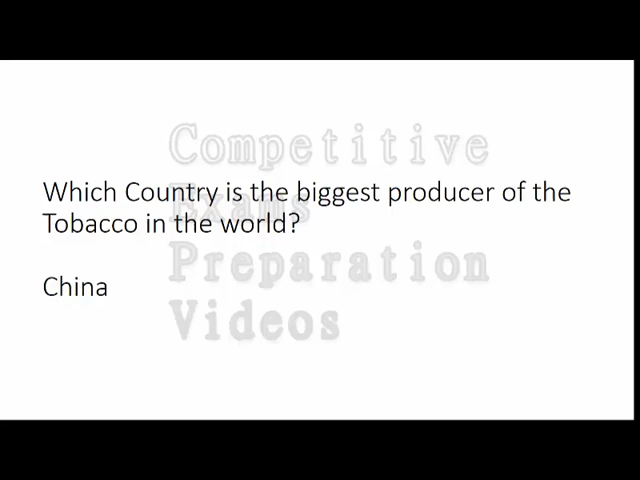 Competitive
Which Country is the biggest producer of the
Exams
Tobacco in the world?
Preparation
China
Videos